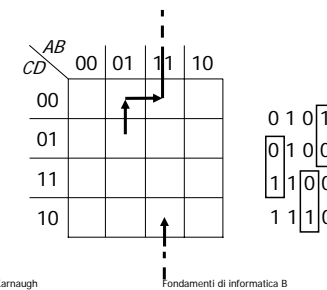 AB
CD 00 01 11 10
00
01
11
10
0 1 0 1
0 1 0 0
1 1 0 0
1 1 1 0
Karnaugh
Fondamenti di informatica B